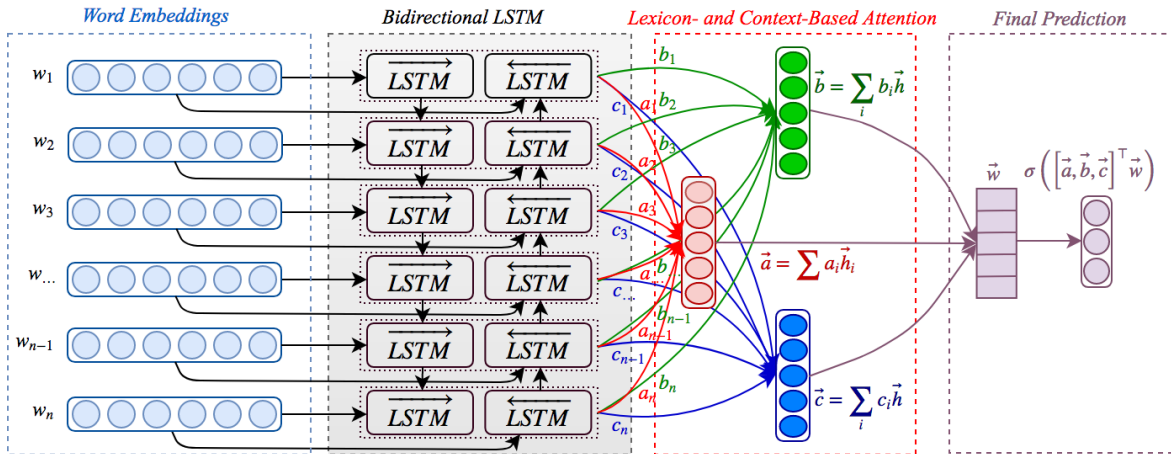 Word Embeddings
Bidirectional LSTM
Lexicon- and Context-Based Attention
Final Prediction
w₁
LSTM LSTM
w₂
LSTM LSTM
w₃
LSTM LSTM
w...
LSTM LSTM
wₙ₋₁
LSTM LSTM
wₙ
LSTM LSTM
b₁
c₁ a₁ b₂
a₂ b₃
c₂
a₃
c₃
a... b
c...
bₙ₋₁
aₙ₋₁
cₙ₋₁
bₙ
aₙ
cₙ
b⃗ = ∑ᵢ bᵢh⃗
a⃗ = ∑ aᵢh⃗ᵢ
c⃗ = ∑ᵢ cᵢh⃗
w⃗
σ ([a⃗, b⃗, c⃗]⊤ w⃗)